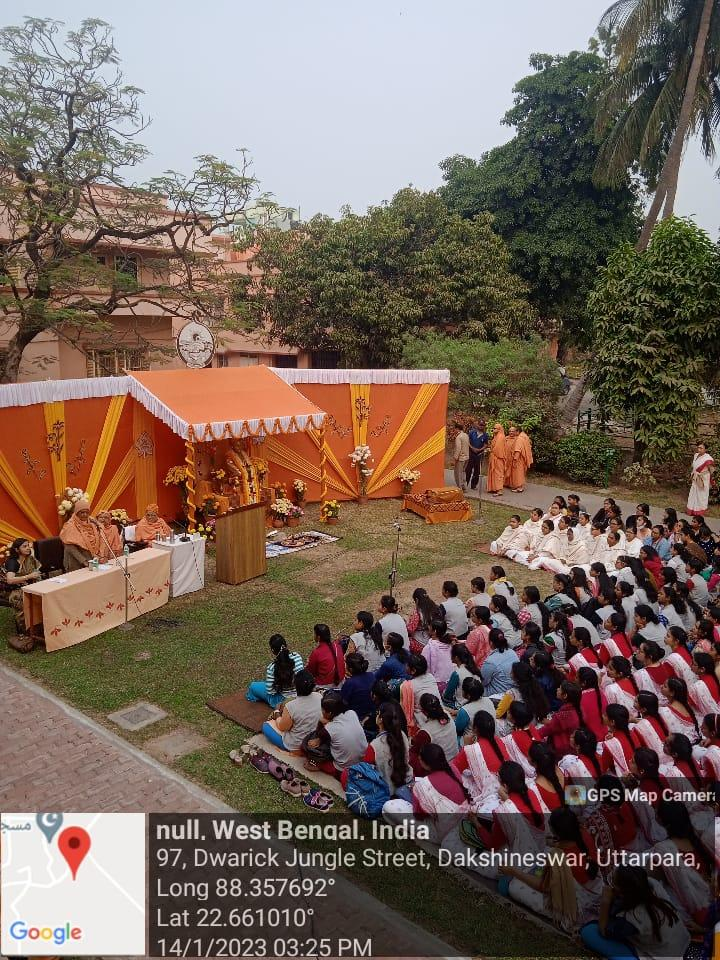 GPS Map Camera
null, West Bengal, India
97, Dwarick Jungle Street, Dakshineswar, Uttarpara,
Long 88.357692°
Lat 22.661010°
14/1/2023 03:25 PM
Google